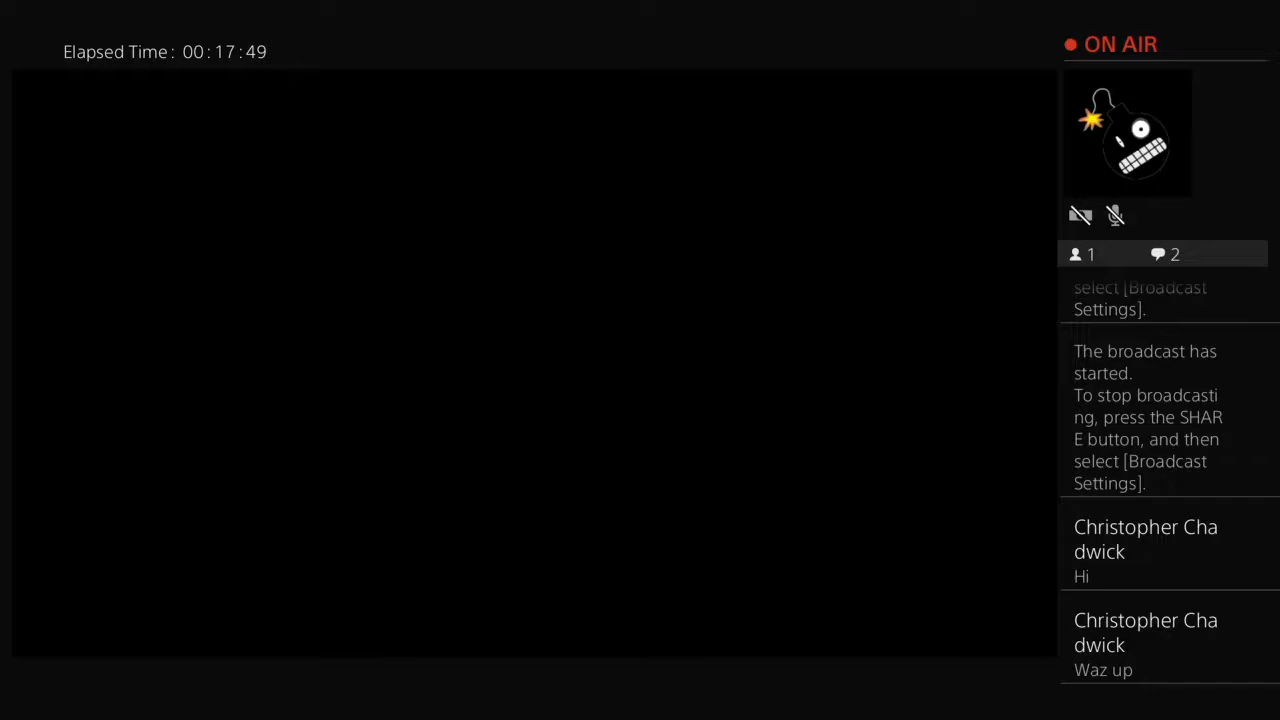 Elapsed Time: 00:17:49
ON AIR
1 2
select [Broadcast
Settings].
The broadcast has
started.
To stop broadcasti
ng, press the SHAR
E button, and then
select [Broadcast
Settings].
Christopher Cha
dwick
Hi
Christopher Cha
dwick
Waz up